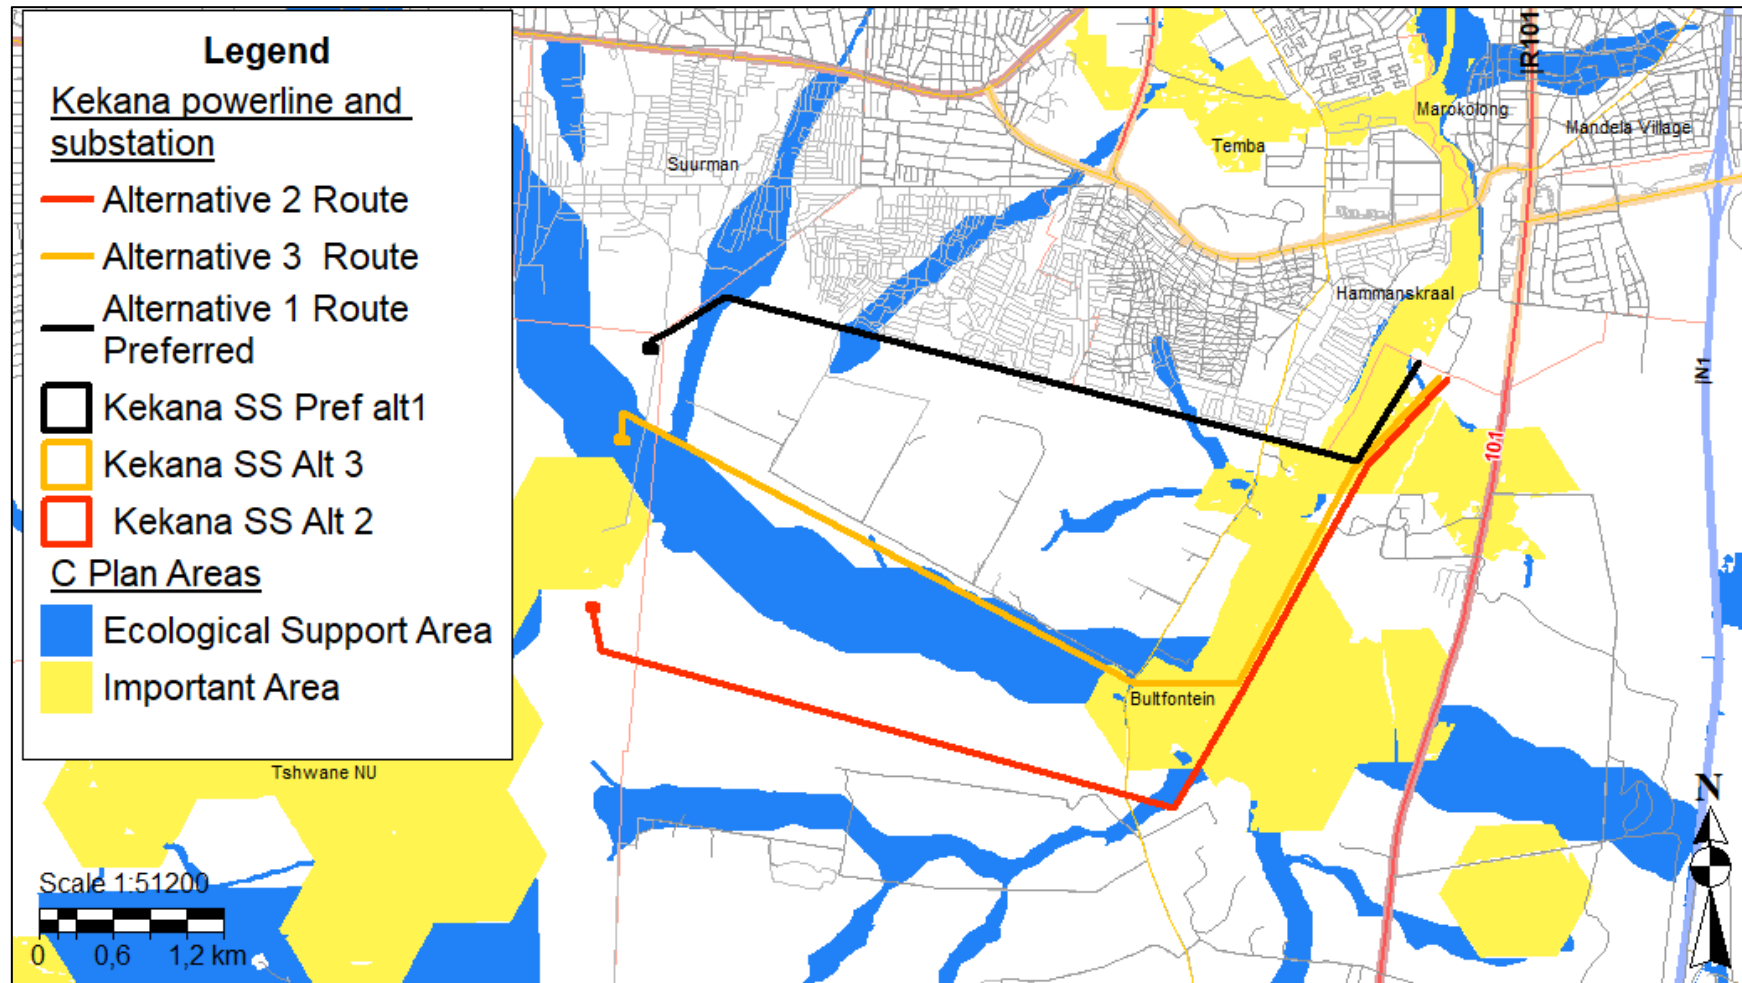 Legend
Kekana powerline and
substation
Alternative 2 Route
Alternative 3 Route
Alternative 1 Route
Preferred
Kekana SS Pref alt1
Kekana SS Alt 3
Kekana SS Alt 2
C Plan Areas
Ecological Support Area
Important Area
Scale 1:51200
0 0,6 1,2 km
Tshwane NU
Suurman
Temba
Marokolong
Mandela Village
R101
Hammanskraal
N1
101
Bultfontein
N